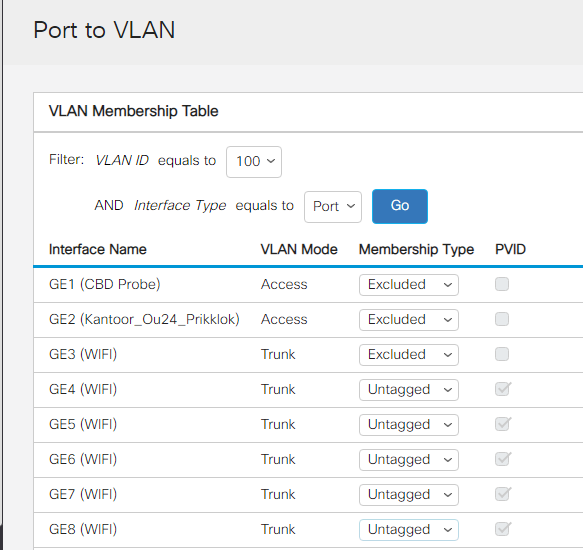 Port to VLAN
VLAN Membership Table
Filter: VLAN ID equals to 100
AND Interface Type equals to Port Go
Interface Name VLAN Mode Membership Type PVID
GE1 (CBD Probe) Access Excluded
GE2 (Kantoor_Ou24_Prikklok) Access Excluded
GE3 (WIFI) Trunk Excluded
GE4 (WIFI) Trunk Untagged
GE5 (WIFI) Trunk Untagged
GE6 (WIFI) Trunk Untagged
GE7 (WIFI) Trunk Untagged
GE8 (WIFI) Trunk Untagged